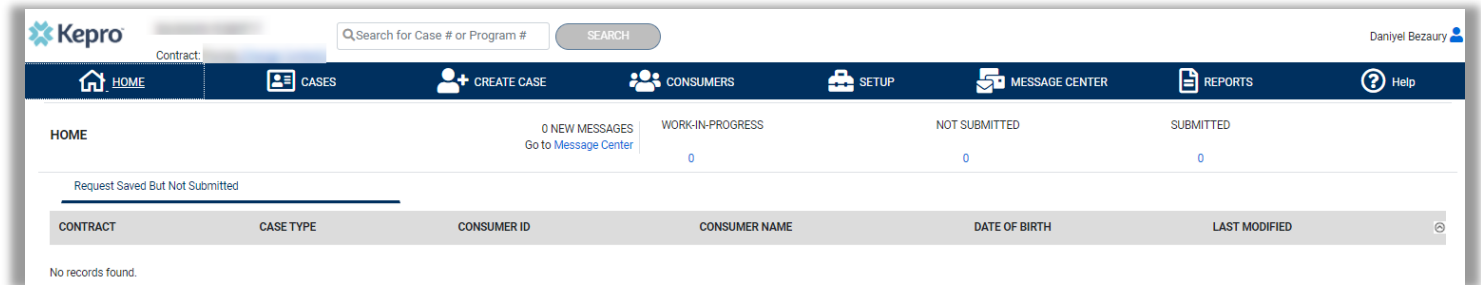 Kepro
Contract:
Search for Case # or Program #
SEARCH
Daniyel Bezaury
HOME
CASES
CREATE CASE
CONSUMERS
SETUP
MESSAGE CENTER
REPORTS
Help
HOME
0 NEW MESSAGES
Go to Message Center
WORK-IN-PROGRESS
0
NOT SUBMITTED
0
SUBMITTED
0
Request Saved But Not Submitted
CONTRACT CASE TYPE CONSUMER ID CONSUMER NAME DATE OF BIRTH LAST MODIFIED
No records found.